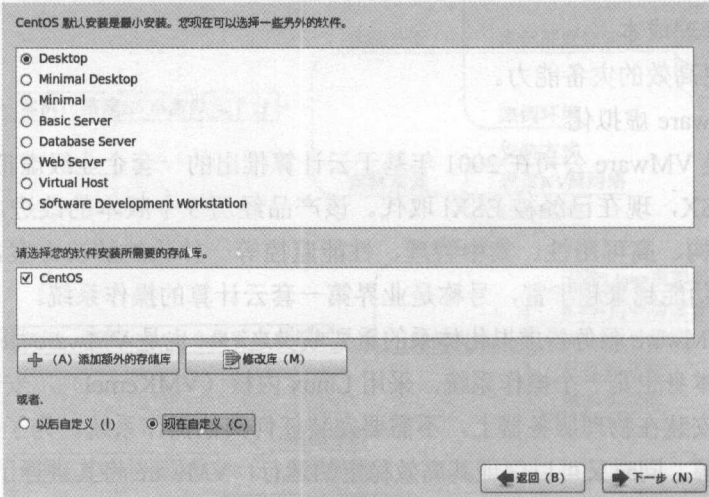 CentOS 默认安装是最小安装。您现在可以选择一些另外的软件。
Desktop
Minimal Desktop
Minimal
Basic Server
Database Server
Web Server
Virtual Host
Software Development Workstation
请选择您的软件安装所需要的存储库。
CentOS
(A) 添加额外的存储库
修改库 (M)
或者,
以后自定义 (l)
现在自定义 (C)
返回 (B)
下一步 (N)